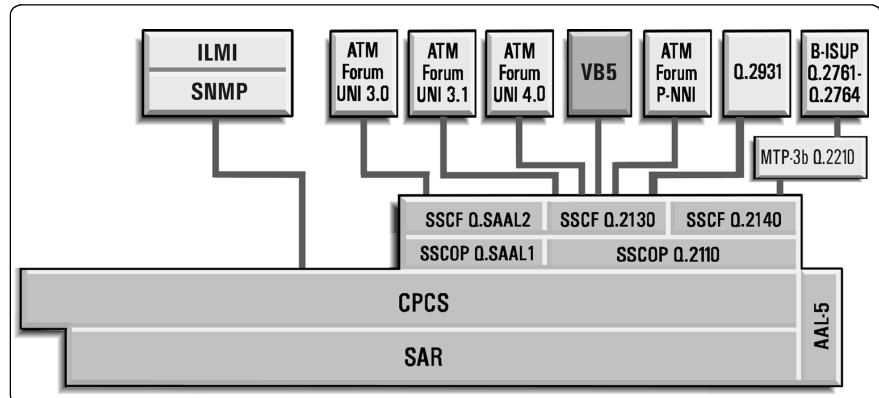 ILMI
SNMP
ATM
Forum
UNI 3.0
ATM
Forum
UNI 3.1
ATM
Forum
UNI 4.0
VB5
ATM
Forum
P-NNI
Q.2931
B-ISUP
Q.2761-
Q.2764
MTP-3b Q.2210
SSCF Q.SAAL2
SSCF Q.2130
SSCF Q.2140
SSCOP Q.SAAL1
SSCOP Q.2110
CPCS
SAR
AAL-5